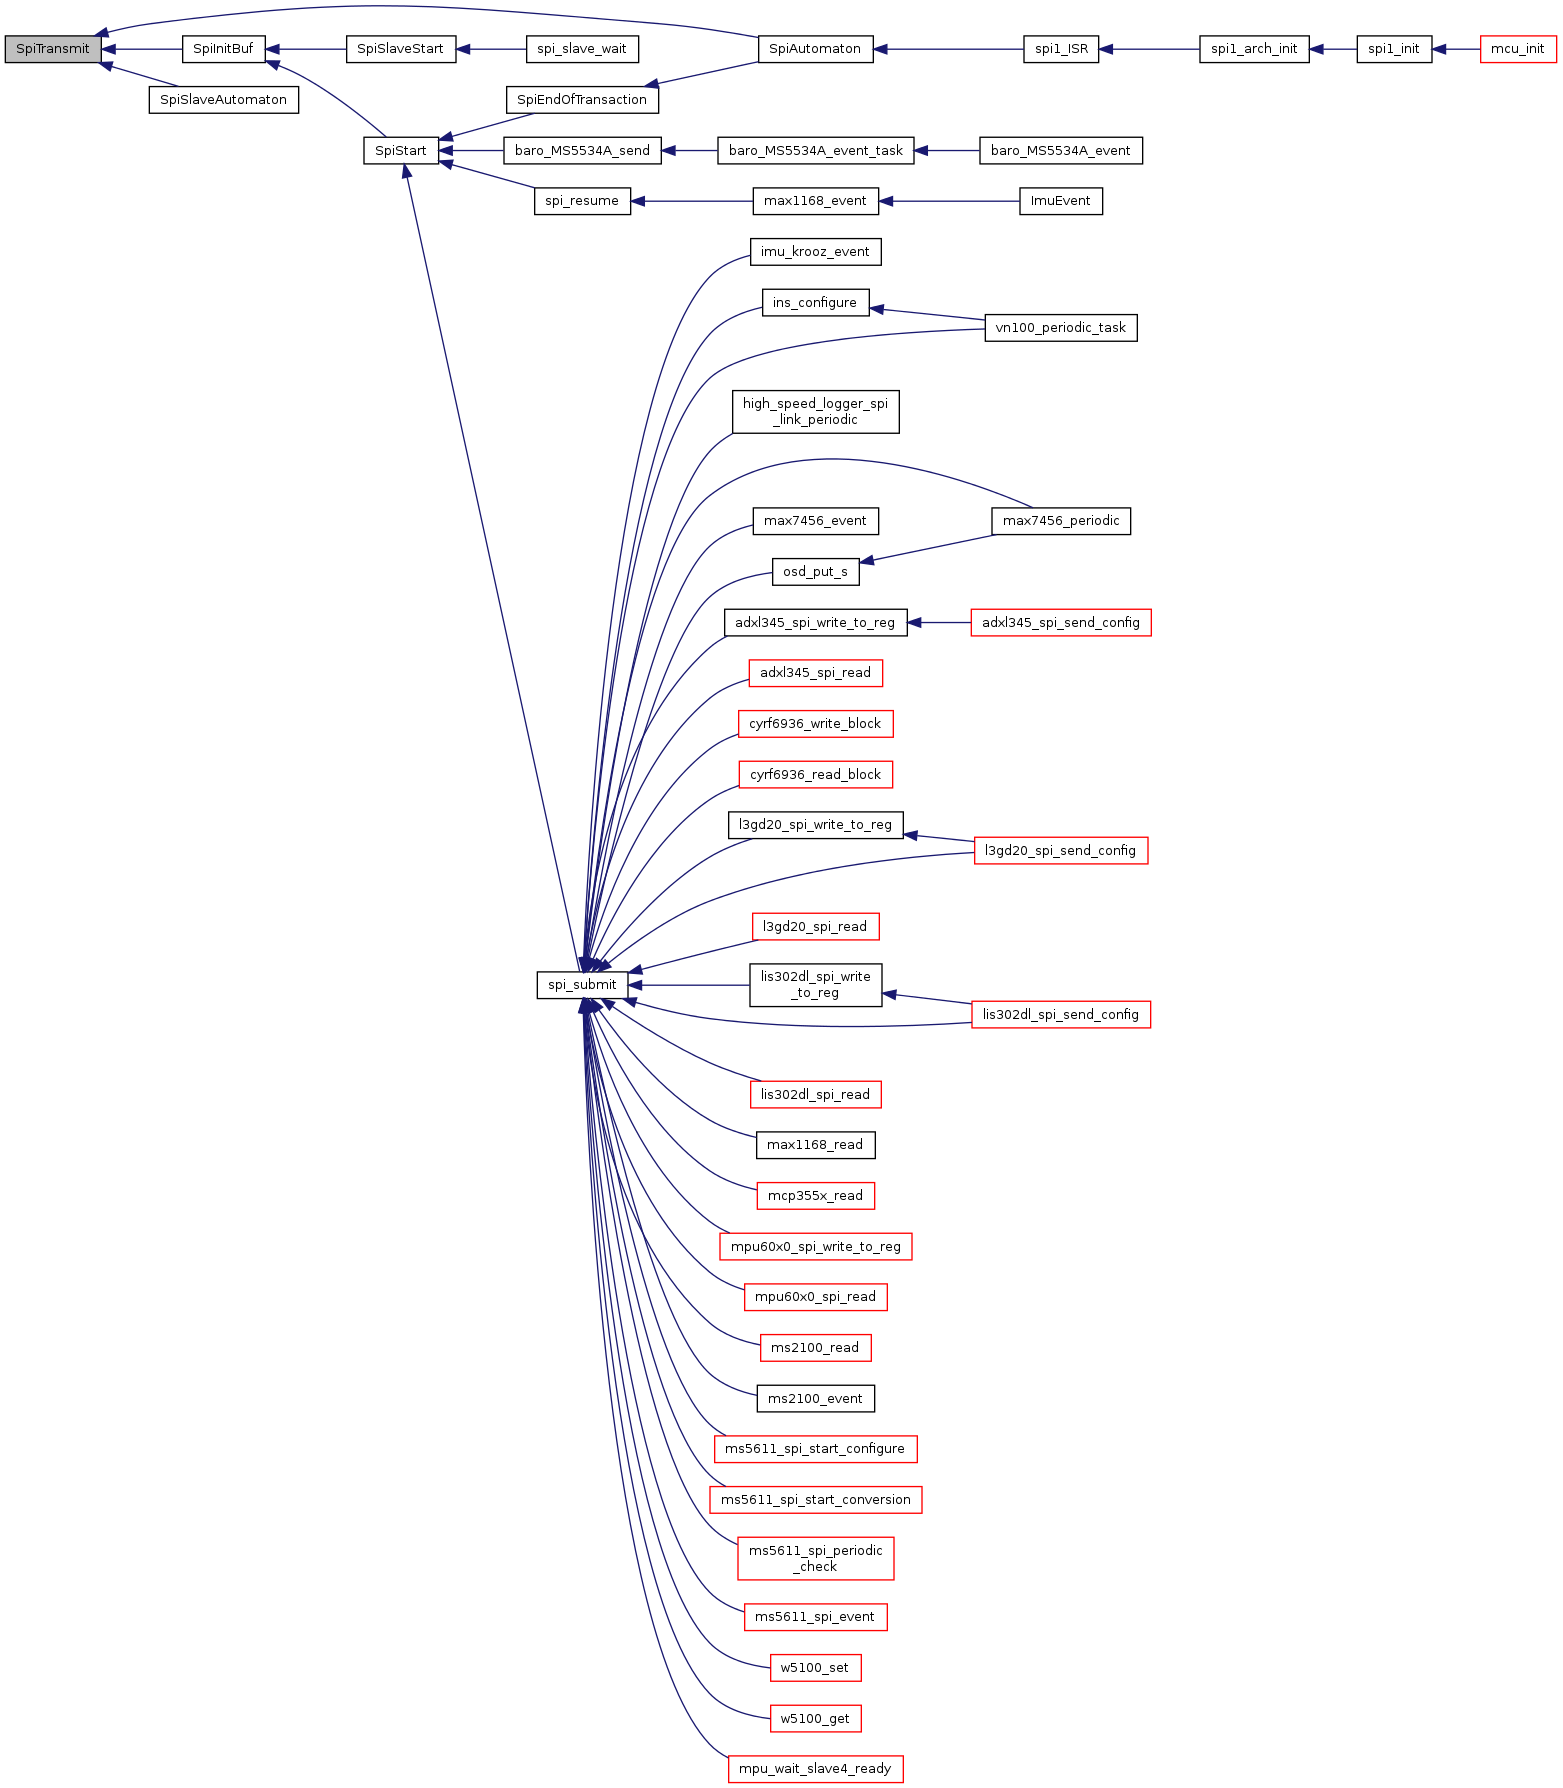 SpiTransmit
SpiInitBuf
SpiSlaveStart
spi_slave_wait
SpiAutomaton
spi1_ISR
spi1_arch_init
spi1_init
mcu_init
SpiSlaveAutomaton
SpiEndOfTransaction
SpiStart
baro_MS5534A_send
baro_MS5534A_event_task
baro_MS5534A_event
spi_resume
max1168_event
ImuEvent
imu_krooz_event
ins_configure
vn100_periodic_task
high_speed_logger_spi
_link_periodic
max7456_event
max7456_periodic
osd_put_s
adxl345_spi_write_to_reg
adxl345_spi_send_config
adxl345_spi_read
cyrf6936_write_block
cyrf6936_read_block
l3gd20_spi_write_to_reg
l3gd20_spi_send_config
l3gd20_spi_read
spi_submit
lis302dl_spi_write
_to_reg
lis302dl_spi_send_config
lis302dl_spi_read
max1168_read
mcp355x_read
mpu60x0_spi_write_to_reg
mpu60x0_spi_read
ms2100_read
ms2100_event
ms5611_spi_start_configure
ms5611_spi_start_conversion
ms5611_spi_periodic
_check
ms5611_spi_event
w5100_set
w5100_get
mpu_wait_slave4_ready